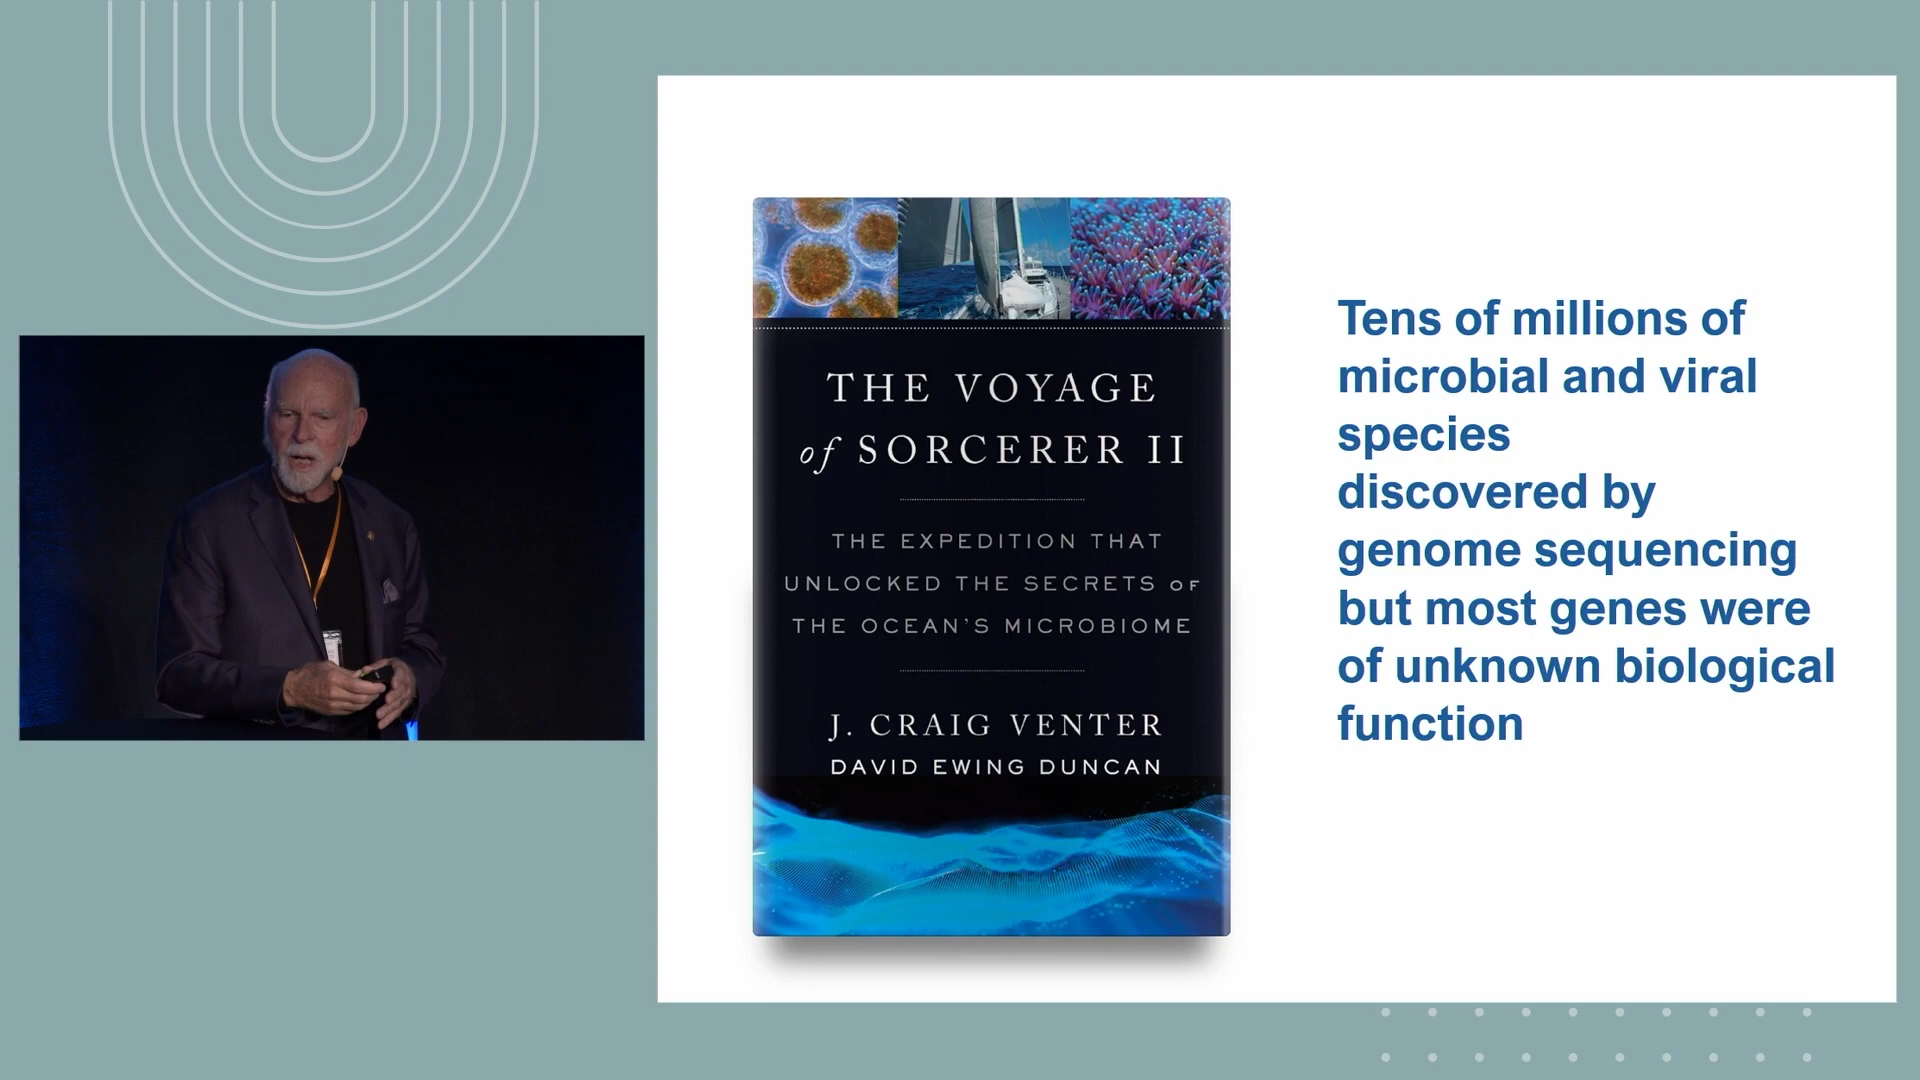 THE VOYAGE
of SORCERER II
THE EXPEDITION THAT
UNLOCKED THE SECRETS OF
THE OCEAN'S MICROBIOME
J. CRAIG VENTER
DAVID EWING DUNCAN
Tens of millions of
microbial and viral
species
discovered by
genome sequencing
but most genes were
of unknown biological
function